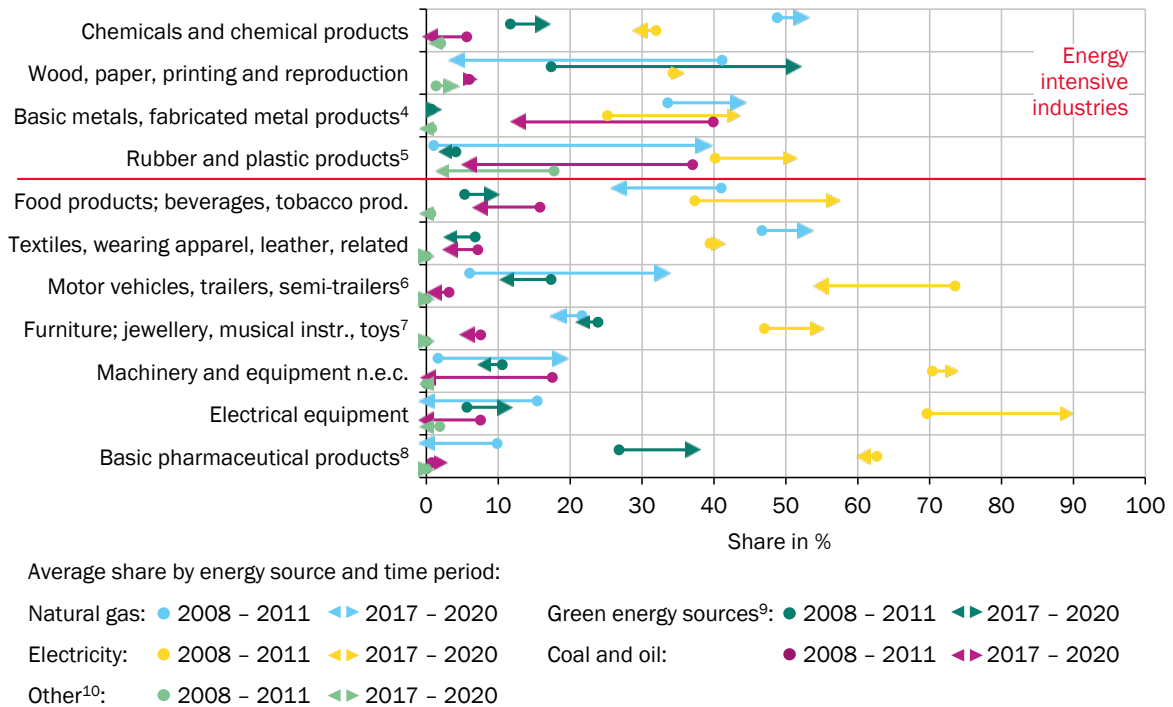 Chemicals and chemical products
Wood, paper, printing and reproduction
Basic metals, fabricated metal products⁴
Rubber and plastic products⁵
Energy
intensive
industries
Food products; beverages, tobacco prod.
Textiles, wearing apparel, leather, related
Motor vehicles, trailers, semi-trailers⁶
Furniture; jewellery, musical instr., toys⁷
Machinery and equipment n.e.c.
Electrical equipment
Basic pharmaceutical products⁸
0 10 20 30 40 50 60 70 80 90 100
Share in %
Average share by energy source and time period:
Natural gas: 2008 – 2011 2017 – 2020 Green energy sources⁹: 2008 – 2011 2017 – 2020
Electricity: 2008 – 2011 2017 – 2020 Coal and oil: 2008 – 2011 2017 – 2020
Other¹⁰: 2008 – 2011 2017 – 2020